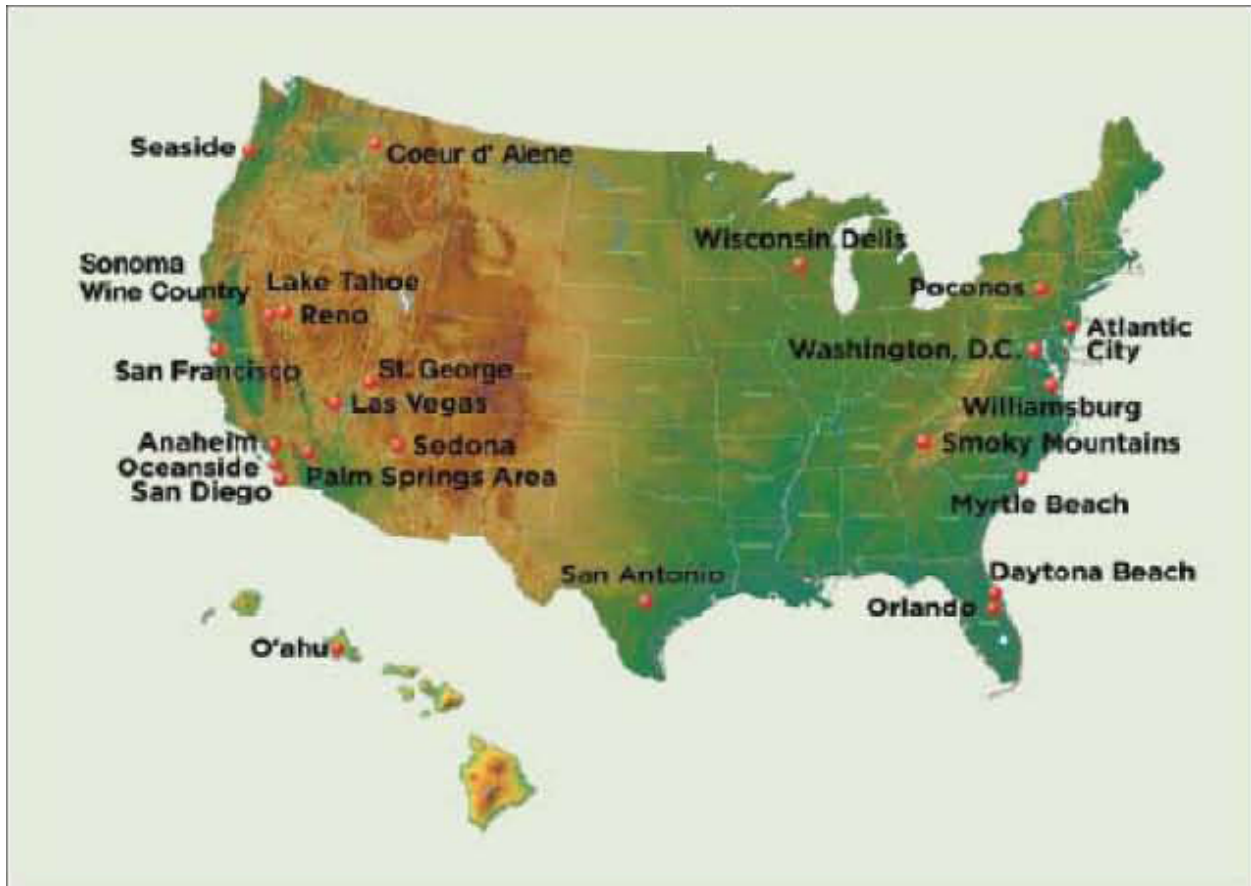 Seaside
Coeur d' Alene
Wisconsin Dells
Sonoma
Wine Country
Lake Tahoe
Reno
Poconos
Atlantic
City
Washington, D.C.
San Francisco
St. George
Las Vegas
Williamsburg
Anaheim
Sedona
Smoky Mountains
Oceanside
Palm Springs Area
San Diego
Myrtle Beach
San Antonio
Daytona Beach
Orlando
O'ahu